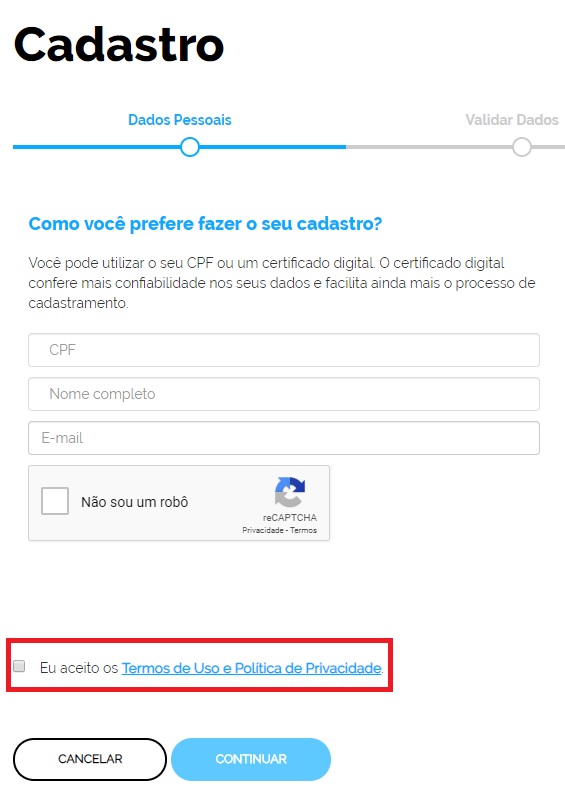 Cadastro
Dados Pessoais
Validar Dados
Como você prefere fazer o seu cadastro?
Você pode utilizar o seu CPF ou um certificado digital. O certificado digital
confere mais confiabilidade nos seus dados e facilita ainda mais o processo de
cadastramento.
CPF
Nome completo
E-mail
Não sou um robô
reCAPTCHA
Privacidade - Termos
Eu aceito os Termos de Uso e Política de Privacidade.
CANCELAR
CONTINUAR